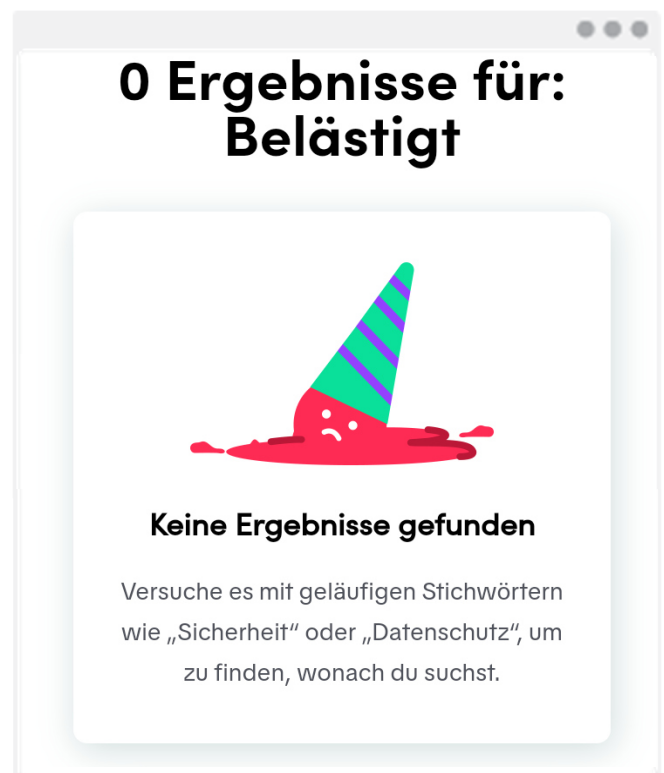 0 Ergebnisse für:
Belästigt
Keine Ergebnisse gefunden
Versuche es mit geläufigen Stichwörtern
wie „Sicherheit“ oder „Datenschutz“, um
zu finden, wonach du suchst.